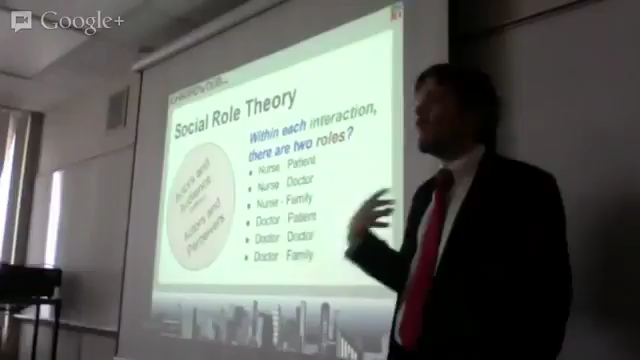 Google+
Social Role Theory
Within each interaction,
there are two roles?
Nurse Patient
Nurse Doctor
Nurse - Family
Doctor Patient
Doctor Doctor
Doctor Family
Actors and
Audience
Actors and
Perceivers